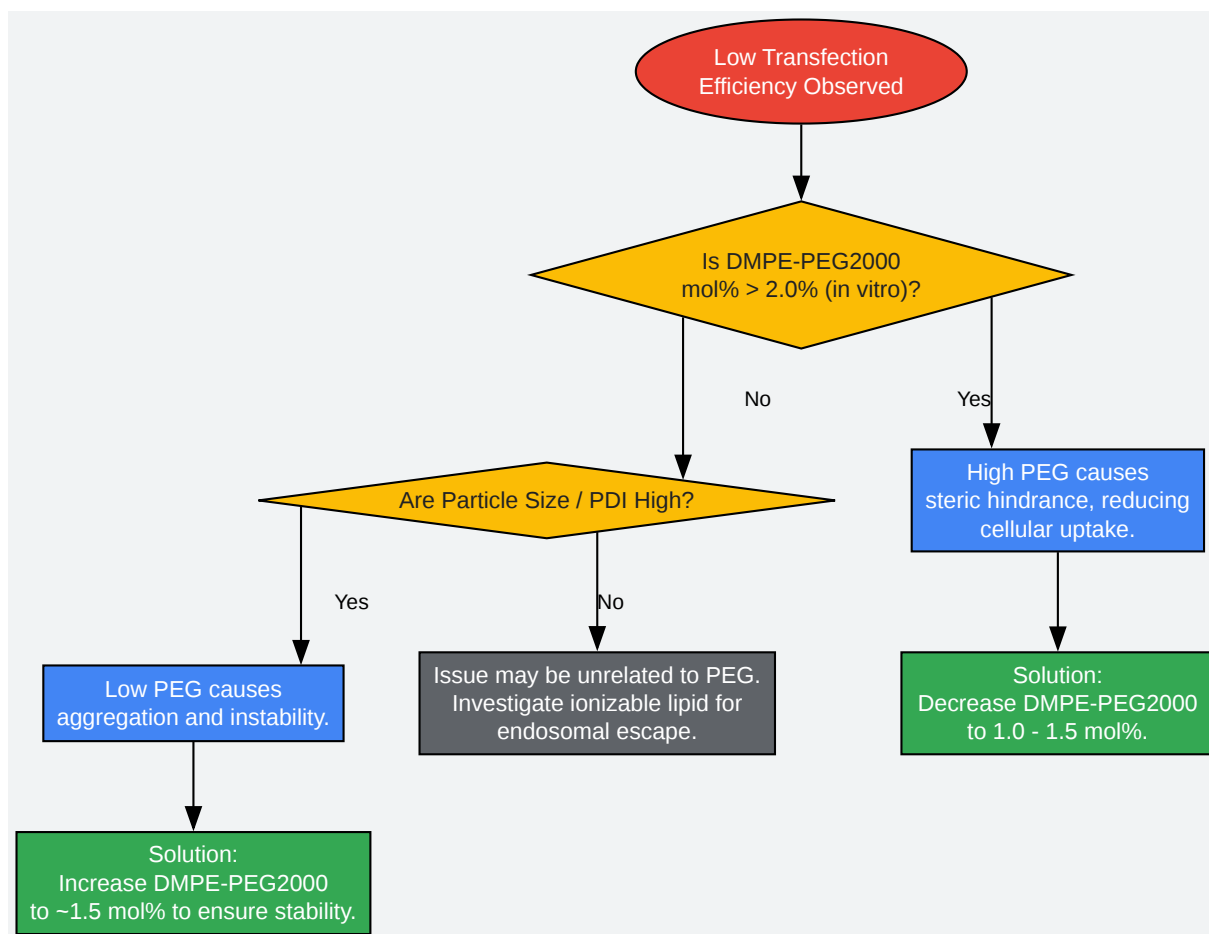 Low Transfection
Efficiency Observed
Is DMPE-PEG2000
mol% > 2.0% (in vitro)?
No
Yes
High PEG causes
steric hindrance, reducing
cellular uptake.
Are Particle Size / PDI High?
Yes
No
Low PEG causes
aggregation and instability.
Issue may be unrelated to PEG.
Investigate ionizable lipid for
endosomal escape.
Solution:
Decrease DMPE-PEG2000
to 1.0 - 1.5 mol%.
Solution:
Increase DMPE-PEG2000
to ~1.5 mol% to ensure stability.